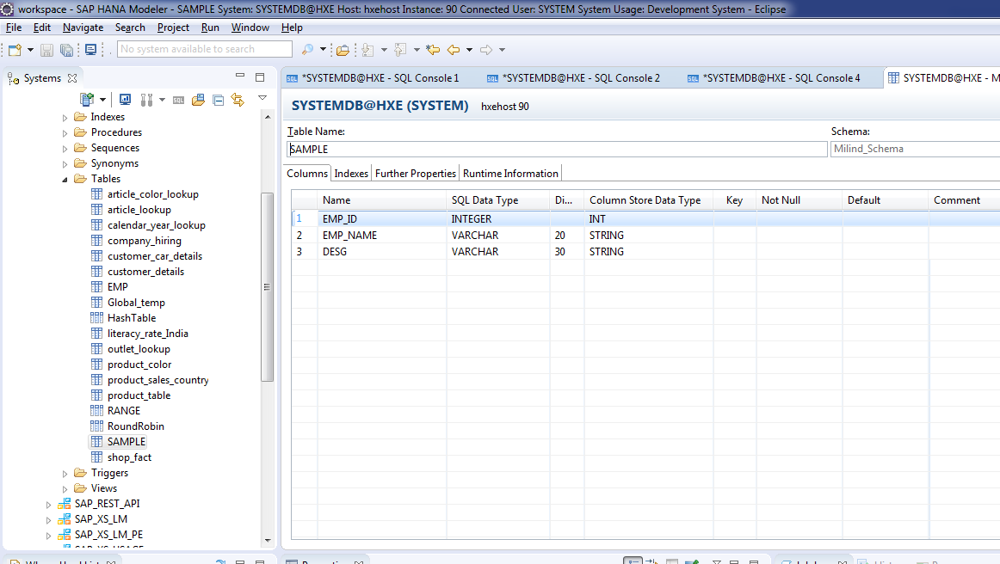 workspace - SAP HANA Modeler - SAMPLE System: SYSTEMDB@HXE Host: hxehost Instance: 90 Connected User: SYSTEM System Usage: Development System - Eclipse
File Edit Navigate Search Project Run Window Help
No system available to search
Systems
*SYSTEMDB@HXE - SQL Console 1
*SYSTEMDB@HXE - SQL Console 2
*SYSTEMDB@HXE - SQL Console 4
SYSTEMDB@HXE - M
SQL
Indexes
Procedures
Sequences
Synonyms
Tables
article_color_lookup
article_lookup
calendar_year_lookup
company_hiring
customer_car_details
customer_details
EMP
Global_temp
HashTable
literacy_rate_India
outlet_lookup
product_color
product_sales_country
product_table
RANGE
RoundRobin
SAMPLE
shop_fact
Triggers
Views
SAP_REST_API
SAP_XS_LM
SAP_XS_LM_PE
SAP_XS_USAGE
SYSTEMDB@HXE (SYSTEM) hxehost 90
Table Name: Schema:
SAMPLE Milind_Schema
Columns Indexes Further Properties Runtime Information
Name SQL Data Type Di... Column Store Data Type Key Not Null Default Comment
1 EMP_ID INTEGER INT
2 EMP_NAME VARCHAR 20 STRING
3 DESG VARCHAR 30 STRING